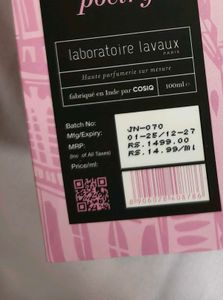 poetry
laboratoire lavaux
PARIS
Haute parfumerie sur mesure
fabriqué en Inde par COSIQ
100ml
Batch No: JN-070
Mfg/Expiry: 01-25/12-27
MRP: RS.1499.00
(Inc of All Taxes)
Price/ml: RS.14.99/ml